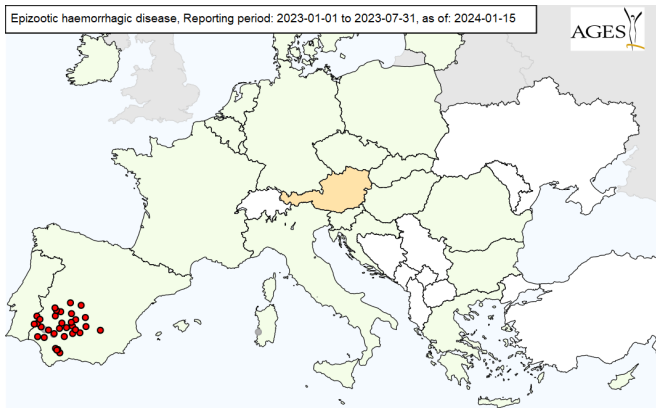 Epizootic haemorrhagic disease, Reporting period: 2023-01-01 to 2023-07-31, as of: 2024-01-15
AGES